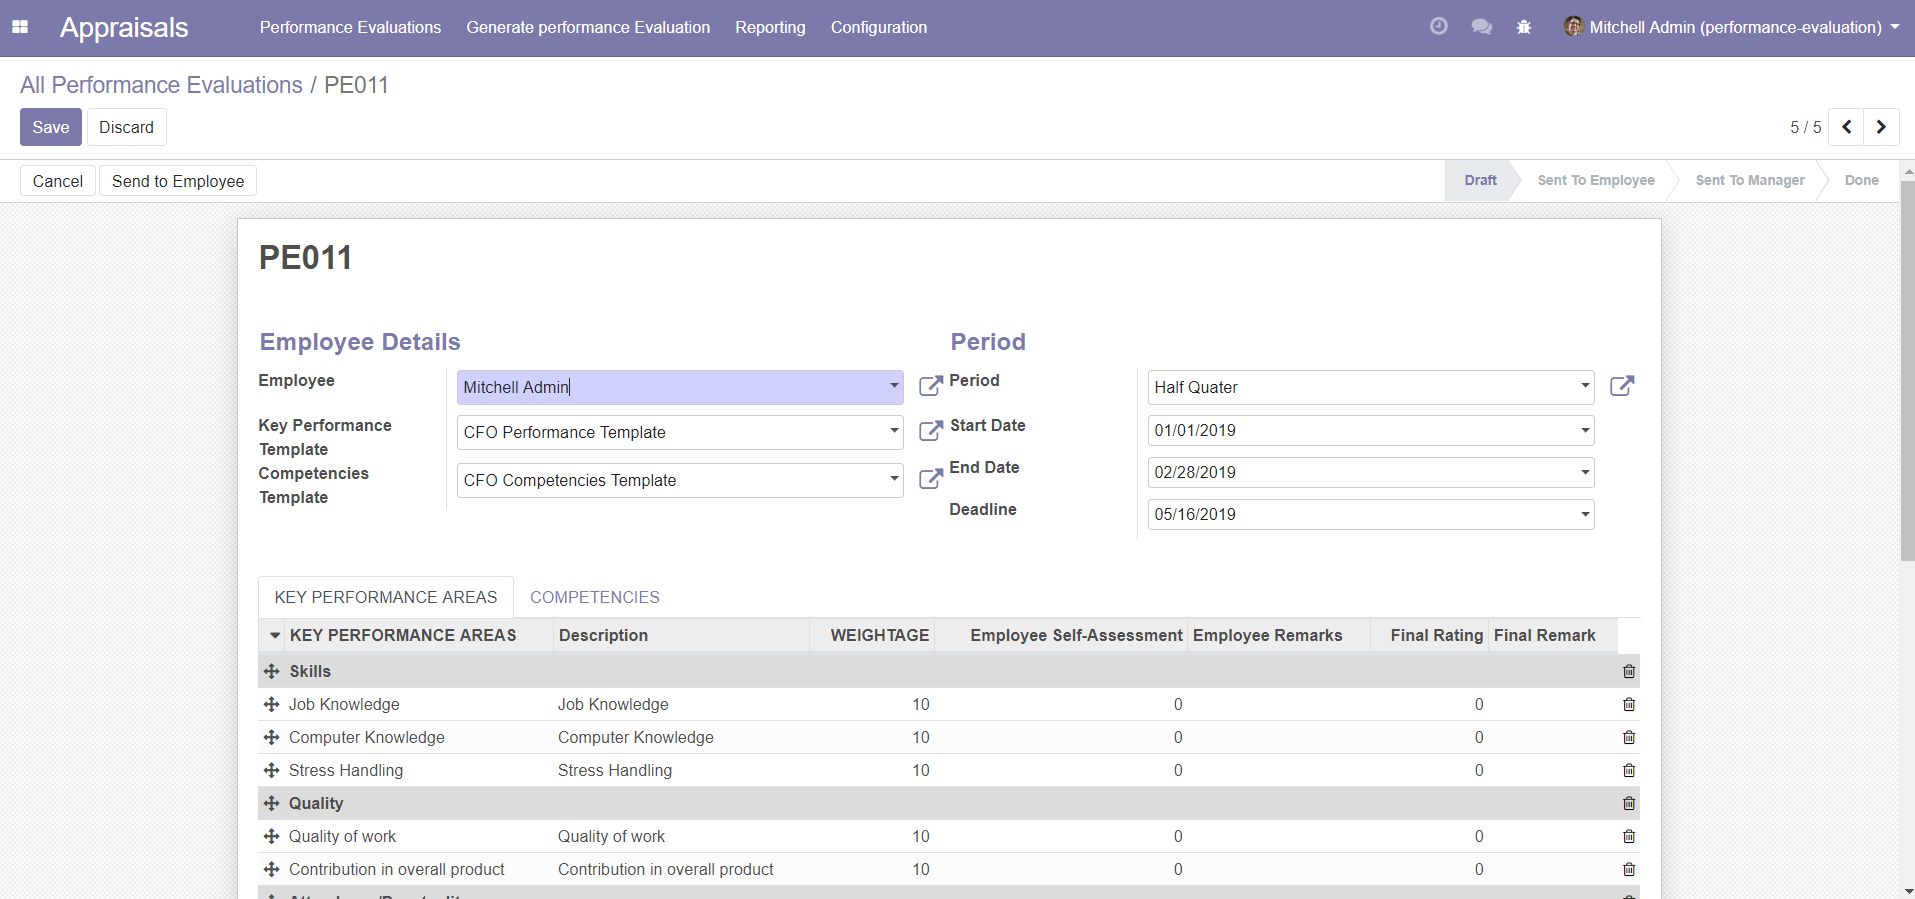 Appraisals Performance Evaluations Generate performance Evaluation Reporting Configuration Mitchell Admin (performance-evaluation)
All Performance Evaluations / PE011
Save Discard 5 / 5
Cancel Send to Employee Draft Sent To Employee Sent To Manager Done
PE011
Employee Details
Employee Mitchell Admin
Key Performance Template CFO Performance Template
Competencies Template CFO Competencies Template
Period
Period Half Quater
Start Date 01/01/2019
End Date 02/28/2019
Deadline 05/16/2019
KEY PERFORMANCE AREAS COMPETENCIES
KEY PERFORMANCE AREAS Description WEIGHTAGE Employee Self-Assessment Employee Remarks Final Rating Final Remark
Skills
Job Knowledge Job Knowledge 10 0 0
Computer Knowledge Computer Knowledge 10 0 0
Stress Handling Stress Handling 10 0 0
Quality
Quality of work Quality of work 10 0 0
Contribution in overall product Contribution in overall product 10 0 0